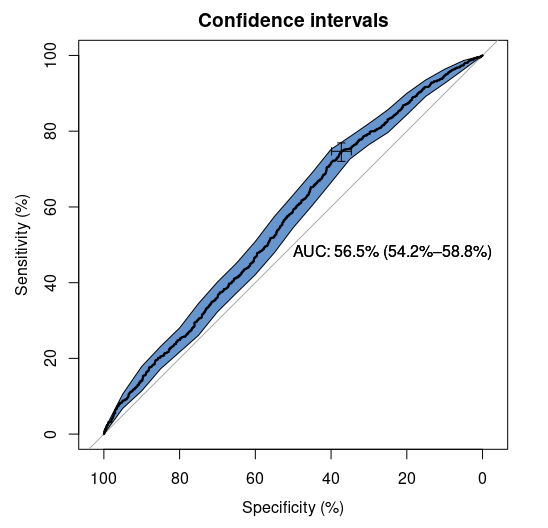 Confidence intervals
Sensitivity (%)
100
80
60
40
20
0
AUC: 56.5% (54.2%–58.8%)
100 80 60 40 20 0
Specificity (%)